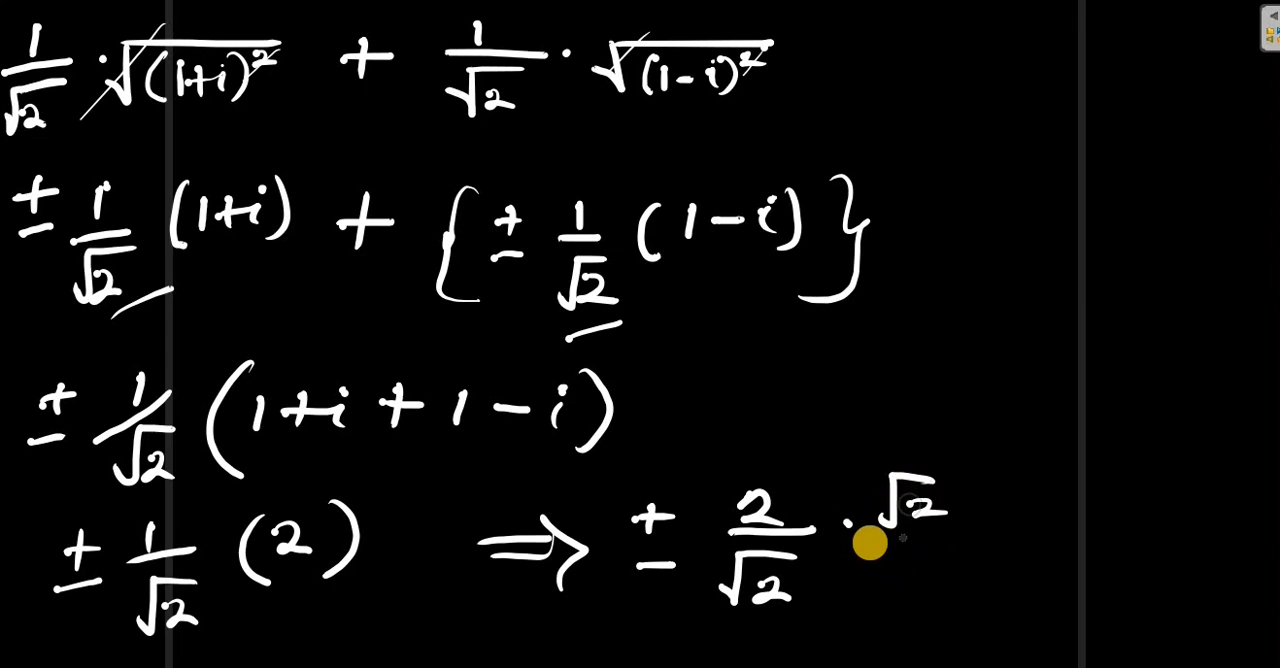 1/√2 · √(1+i)² + 1/√2 · √(1-i)²
± 1/√2 (1+i) + { ± 1/√2 (1-i) }
± 1/√2 (1+i+1-i)
± 1/√2 (2) ⇒ ± 2/√2 · √2